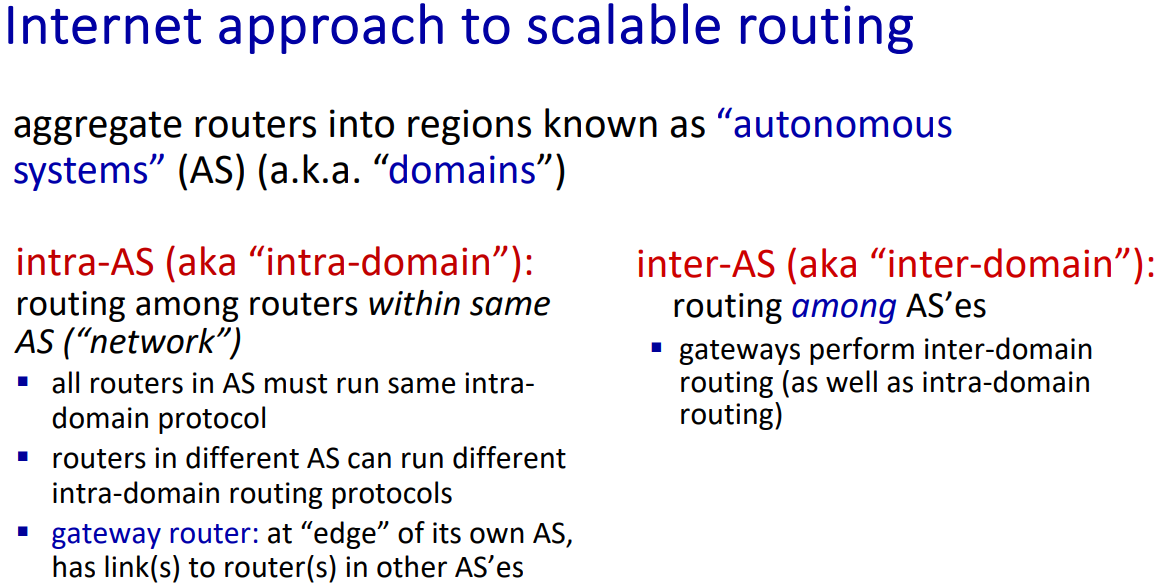 Internet approach to scalable routing
aggregate routers into regions known as “autonomous
systems” (AS) (a.k.a. “domains”)
intra-AS (aka “intra-domain”):
routing among routers within same
AS (“network”)
▪ all routers in AS must run same intra-
domain protocol
▪ routers in different AS can run different
intra-domain routing protocols
▪ gateway router: at “edge” of its own AS,
has link(s) to router(s) in other AS’es
inter-AS (aka “inter-domain”):
routing among AS’es
▪ gateways perform inter-domain
routing (as well as intra-domain
routing)